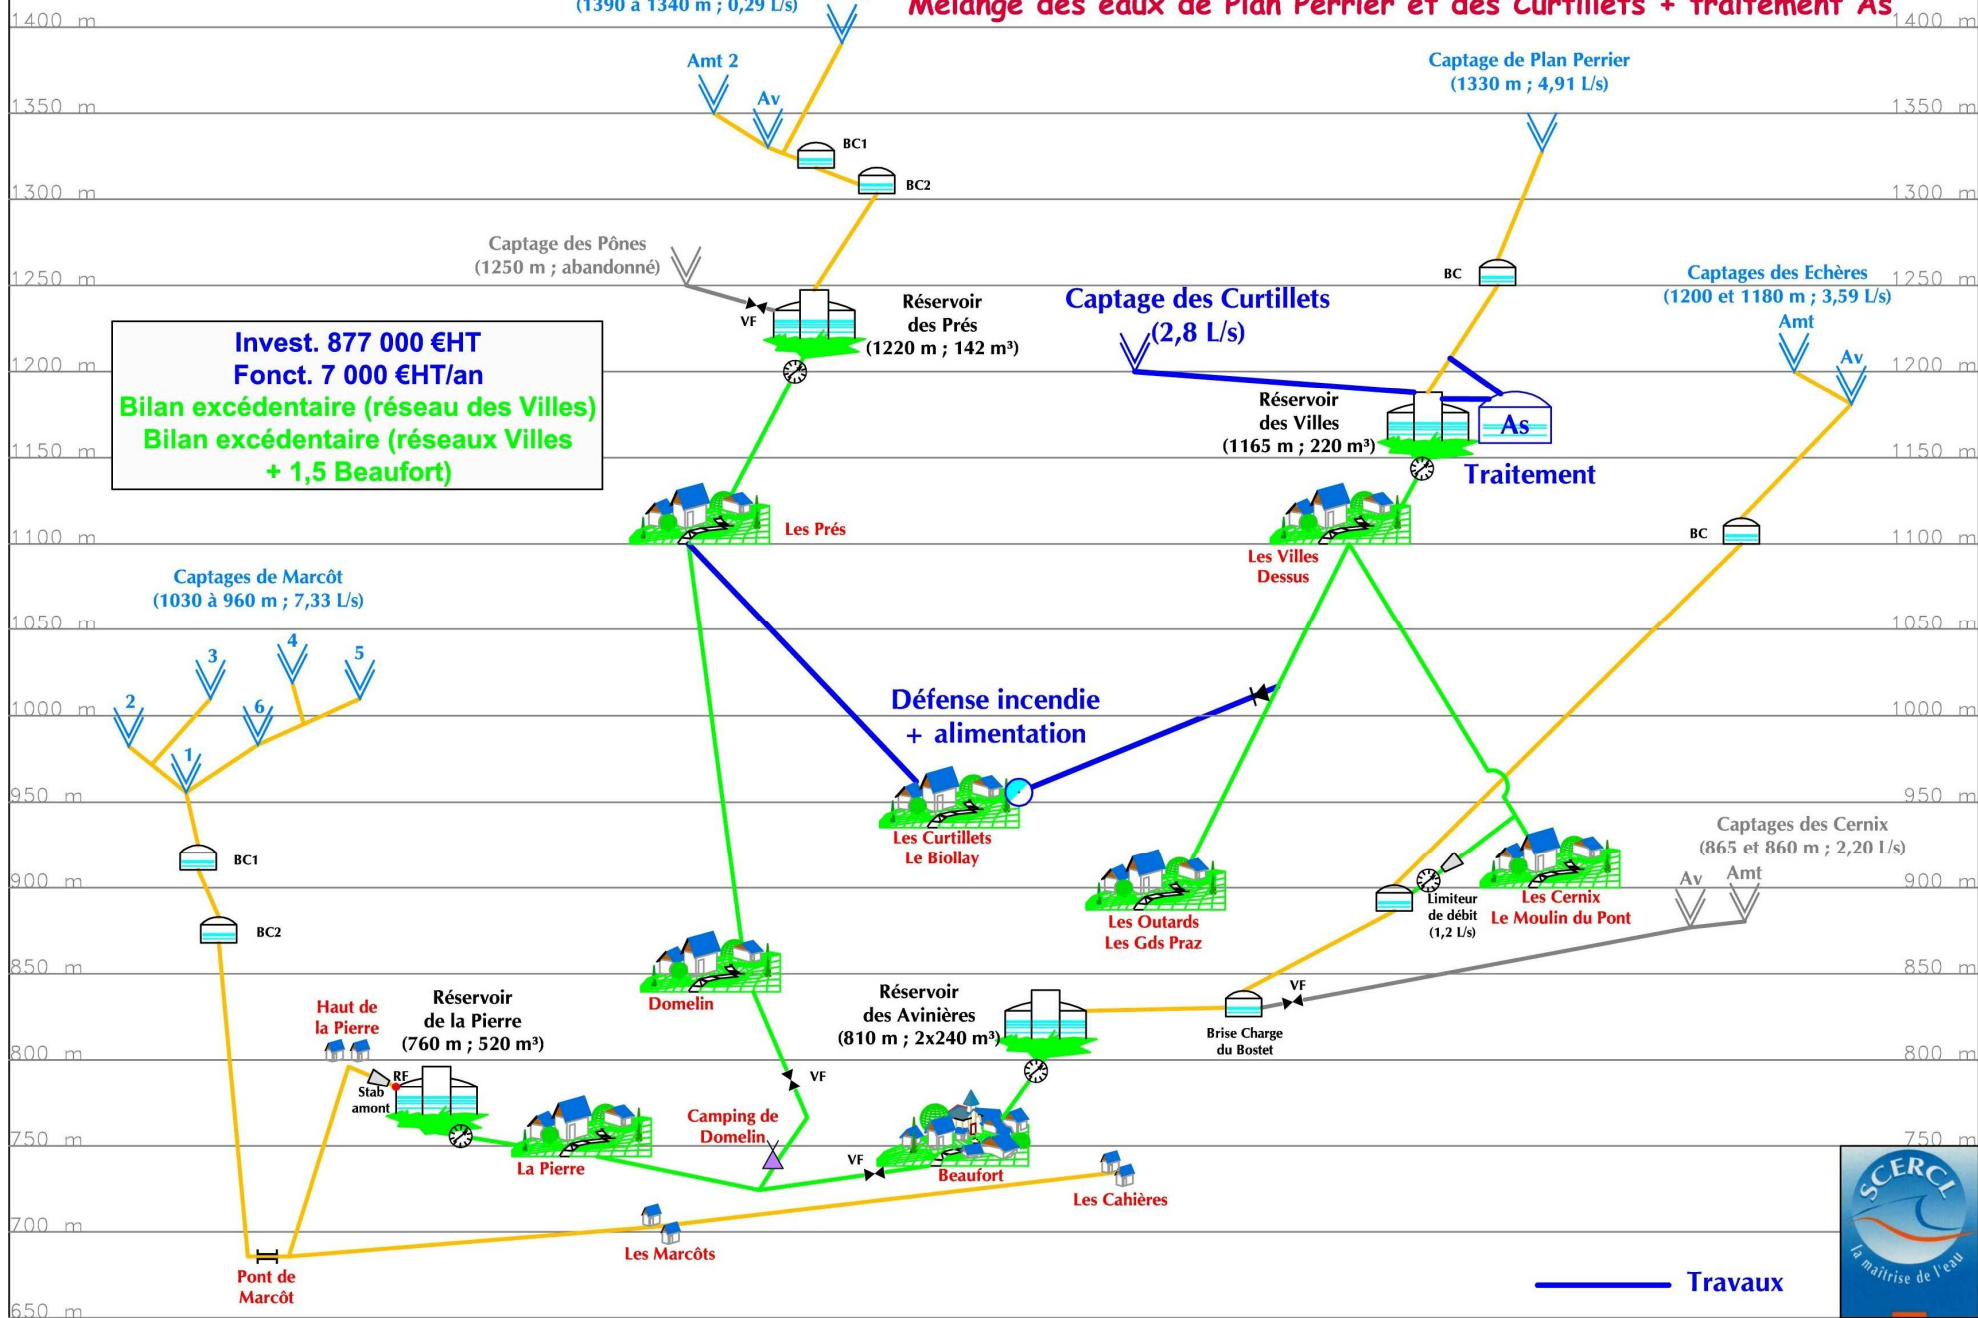 (1390 à 1340 m ; 0,29 L/s)
Mélange des eaux de Plan Perrier et des Curtillets + traitement As
1400 m
1400 m
Amt 2
Av
Captage de Plan Perrier
(1330 m ; 4,91 L/s)
1350 m
1350 m
BC1
BC2
1300 m
1300 m
Captage des Pônes
(1250 m ; abandonné)
VF
1250 m
1250 m
BC
Captages des Echères
(1200 et 1180 m ; 3,59 L/s)
Amt
Av
Réservoir
des Prés
(1220 m ; 142 m³)
Captage des Curtillets
(2,8 L/s)
Invest. 877 000 €HT
Fonct. 7 000 €HT/an
Bilan excédentaire (réseau des Villes)
Bilan excédentaire (réseaux Villes
+ 1,5 Beaufort)
1200 m
1200 m
Réservoir
des Villes
(1165 m ; 220 m³)
As
Traitement
1150 m
1150 m
Les Prés
Les Villes
Dessus
BC
1100 m
1100 m
Captages de Marcôt
(1030 à 960 m ; 7,33 L/s)
1050 m
1050 m
2
3
4
5
6
1
Défense incendie
+ alimentation
1000 m
1000 m
950 m
950 m
Les Curtillets
Le Biollay
Captages des Cernix
(865 et 860 m ; 2,20 L/s)
Av
Amt
BC1
BC2
900 m
900 m
Les Outards
Les Gds Praz
Limiteur
de débit
(1,2 L/s)
Les Cernix
Le Moulin du Pont
850 m
850 m
Domelin
VF
Brise Charge
du Bostet
Réservoir
des Avinières
(810 m ; 2x240 m³)
Haut de
la Pierre
Réservoir
de la Pierre
(760 m ; 520 m³)
800 m
800 m
RF
Stab
amont
VF
Camping de
Domelin
750 m
750 m
La Pierre
VF
Beaufort
Les Cahières
700 m
Les Marcôts
Pont de
Marcôt
650 m
Travaux
SCERCL
la maîtrise de l'eau